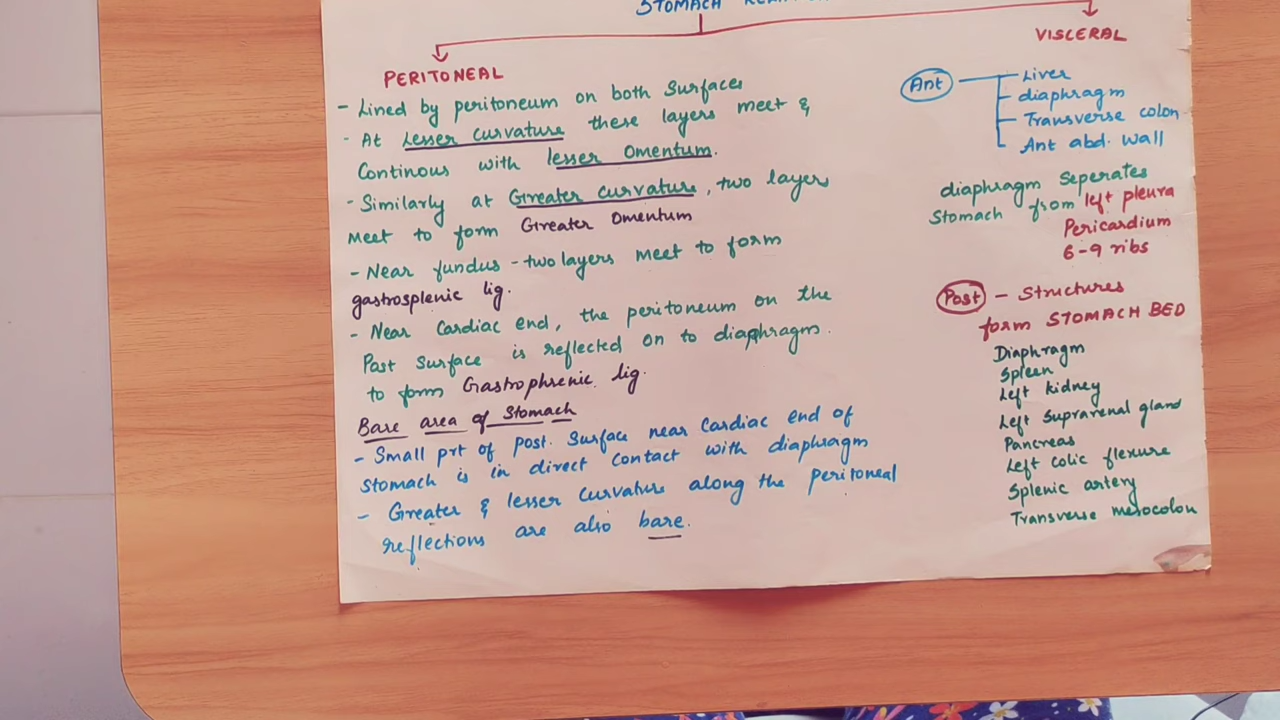 STOMACH
PERITONEAL
- Lined by peritoneum on both surfaces
- At lesser curvature these layers meet &
Continous with lesser Omentum.
- Similarly at Greater curvature, two layers
meet to form Greater Omentum
- Near fundus - two layers meet to form
gastrosplenic lig.
- Near Cardiac end, the peritoneum on the
Post surface is reflected on to diaphragm.
to form Gastrophrenic lig.
Bare area of Stomach
- Small prt of post. surface near cardiac end of
stomach is in direct contact with diaphragm
- Greater & lesser curvature along the peritoneal
reflections are also bare.
VISCERAL
Ant - Liver
- diaphragm
- Transverse colon
- Ant abd. wall
diaphragm seperates
Stomach from left pleura
Pericardium
6-9 ribs
Post - Structures
form STOMACH BED
Diaphragm
Spleen
Left kidney
Left Suprarenal gland
Pancreas
Left colic flexure
Splenic artery
Transverse mesocolon